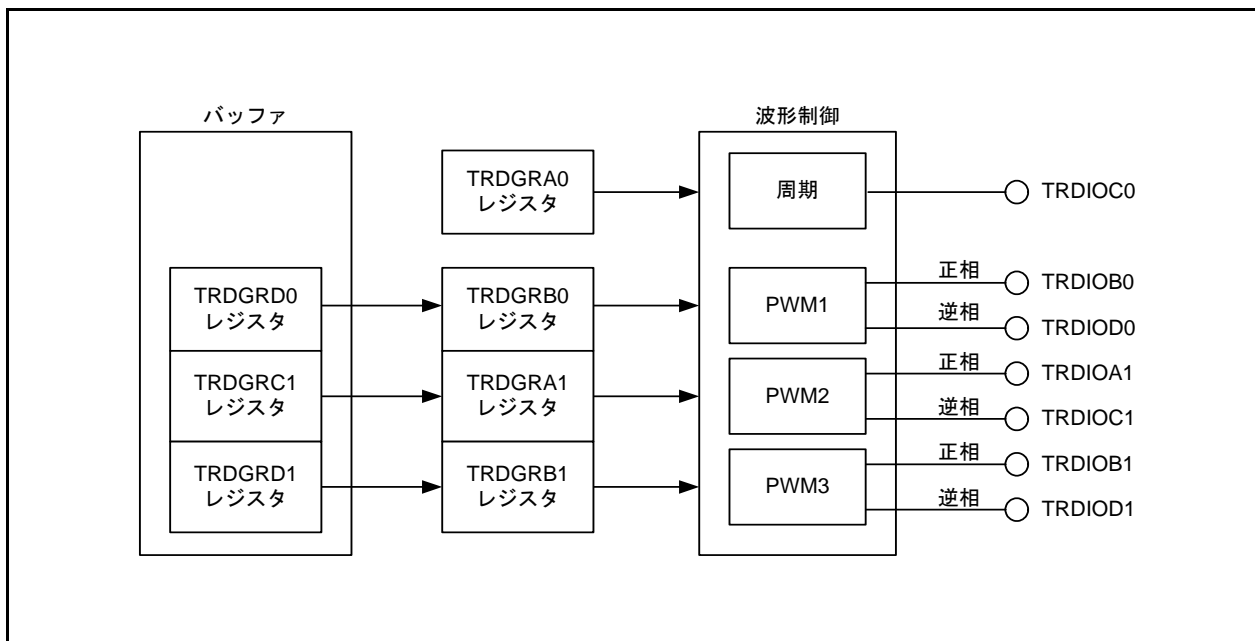 バッファ
波形制御
TRDGRA0
レジスタ
周期
TRDIOC0
TRDGRD0
レジスタ
TRDGRB0
レジスタ
PWM1
正相
TRDIOB0
逆相
TRDIOD0
TRDGRC1
レジスタ
TRDGRA1
レジスタ
PWM2
正相
TRDIOA1
逆相
TRDIOC1
TRDGRD1
レジスタ
TRDGRB1
レジスタ
PWM3
正相
TRDIOB1
逆相
TRDIOD1